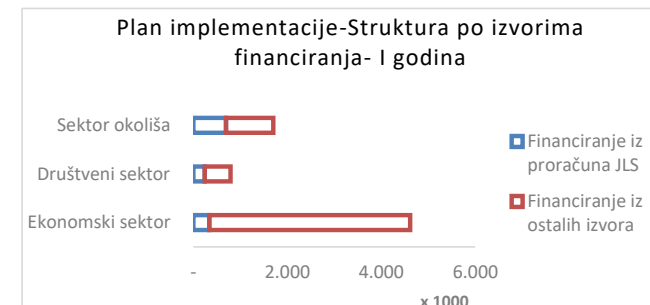 Plan implementacije-Struktura po izvorima
financiranja- I godina
Sektor okoliša
Društveni sektor
Ekonomski sektor
Financiranje iz
proračuna JLS
Financiranje iz
ostalih izvora
- 2.000 4.000 6.000
x 1000